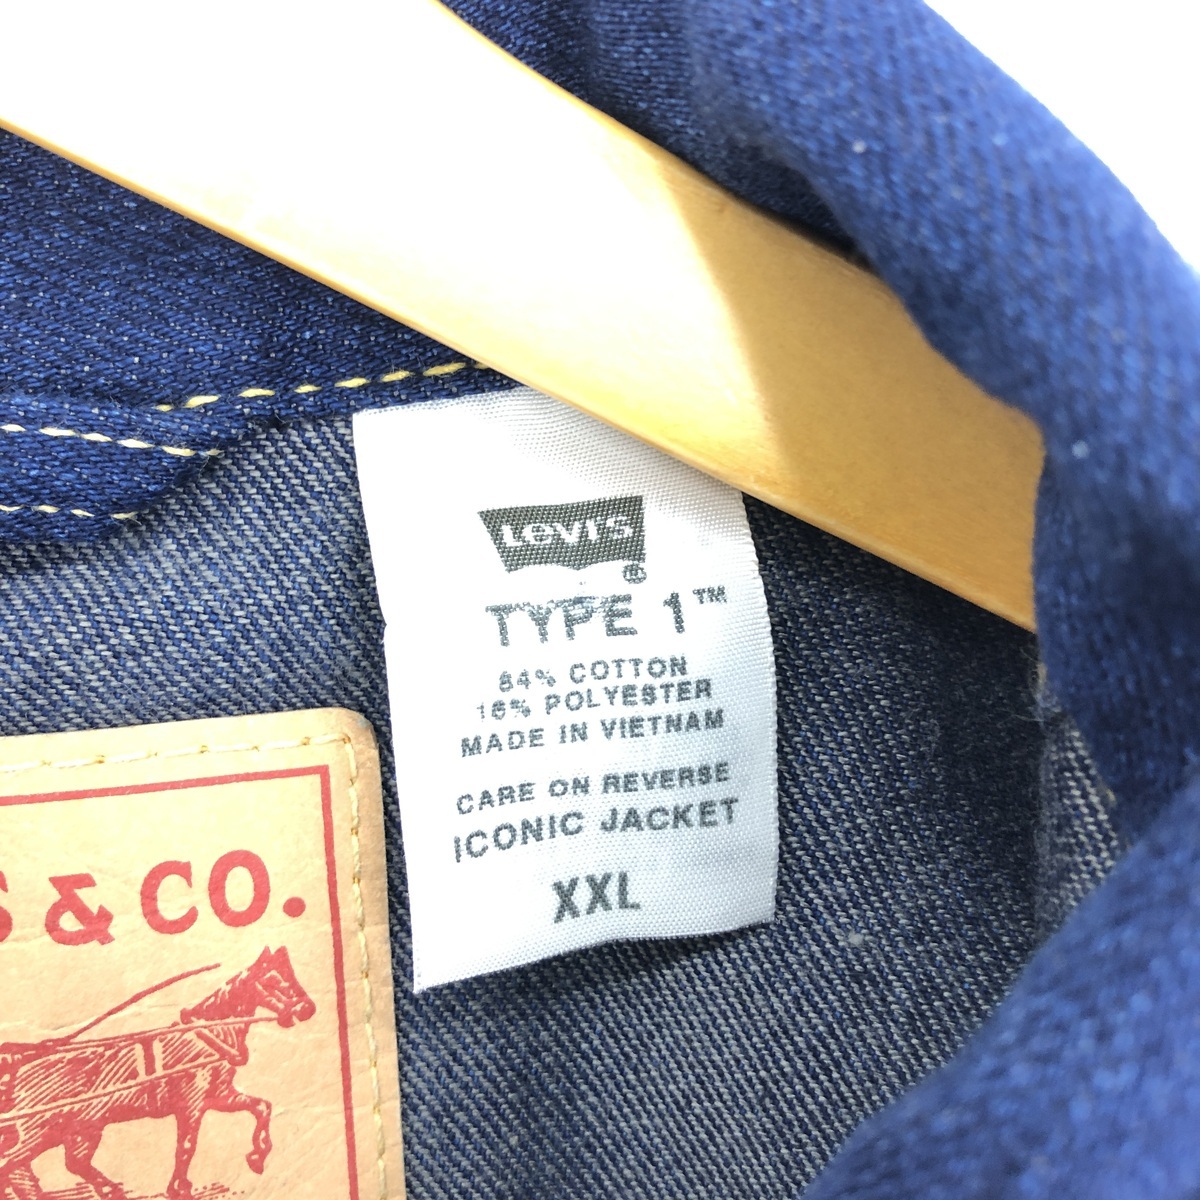 Levi's
®
TYPE 1™
84% COTTON
16% POLYESTER
MADE IN VIETNAM
CARE ON REVERSE
ICONIC JACKET
XXL
S & CO.